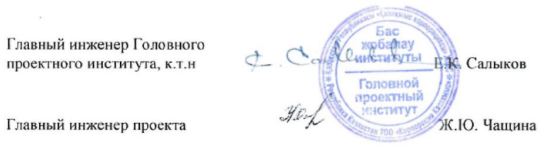 Главный инженер Головного
проектного института, к.т.н
Е.К. Салыков
Бас
жобалау
институты
Головной
проектный
институт
Главный инженер проекта
Ж.Ю. Чащина